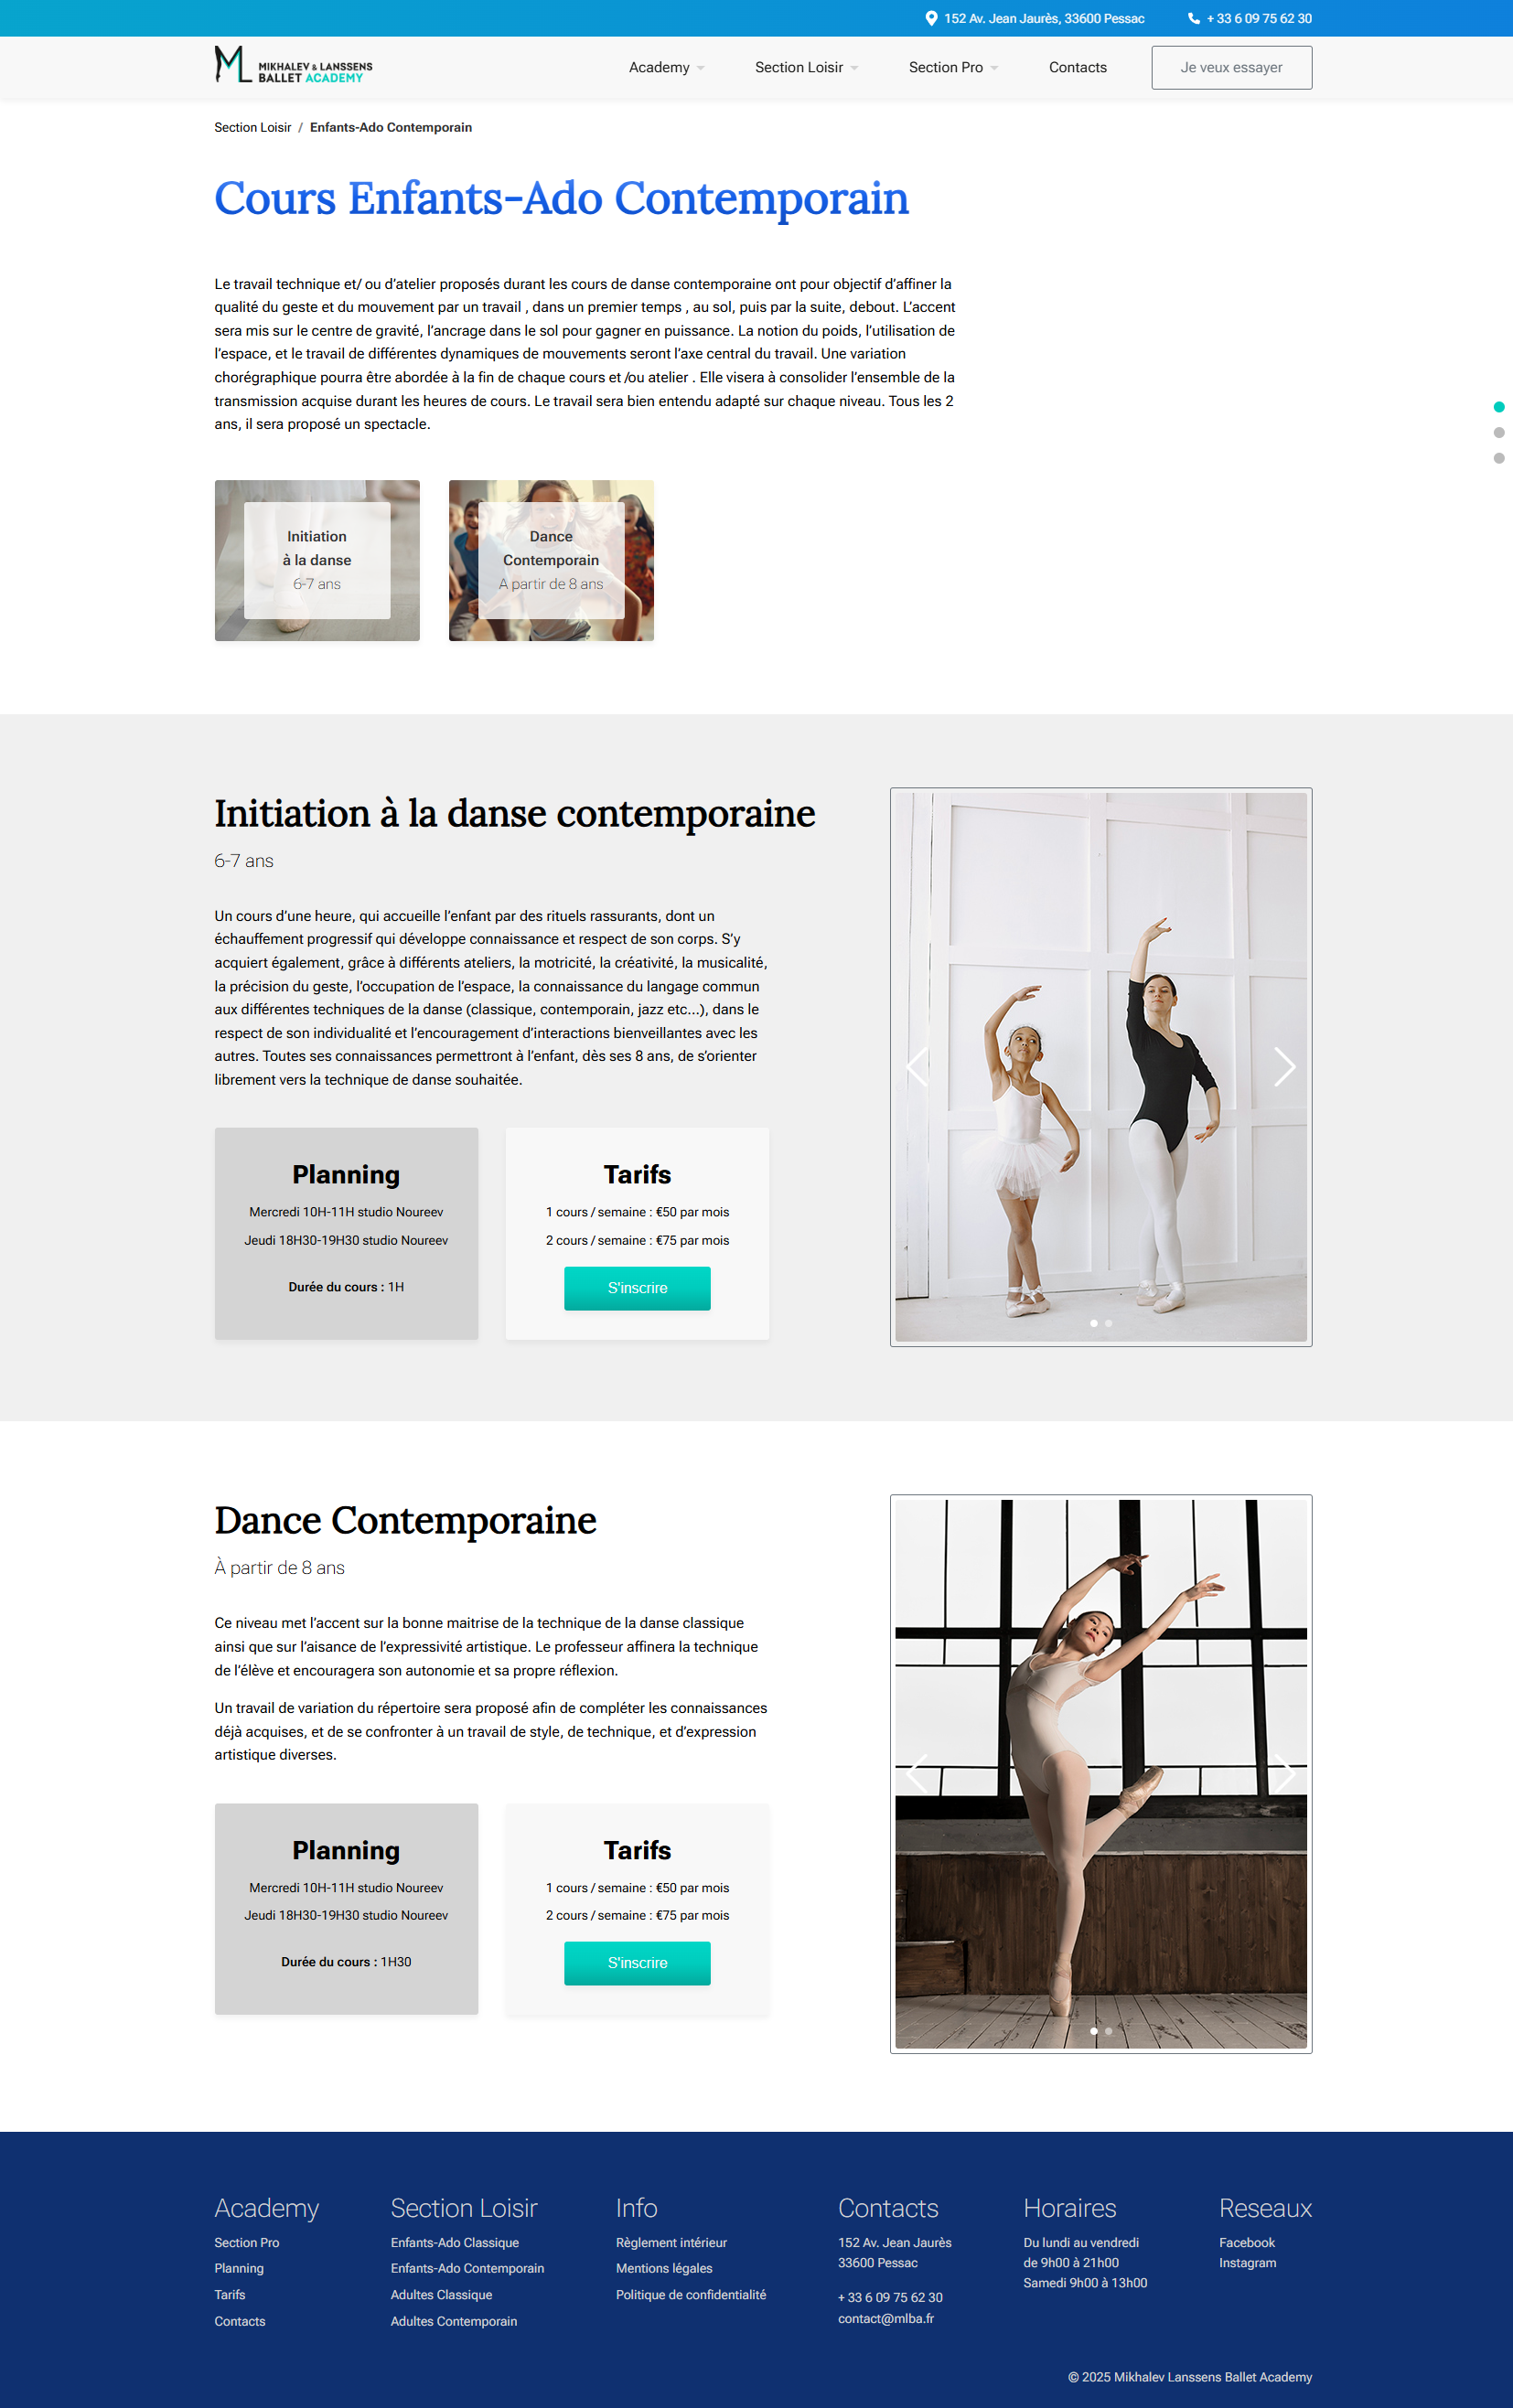 152 Av. Jean Jaurès, 33600 Pessac
+ 33 6 09 75 62 30
MIKHALEV & LANSSENS
BALLET ACADEMY
Academy
Section Loisir
Section Pro
Contacts
Je veux essayer
Section Loisir / Enfants-Ado Contemporain
Cours Enfants-Ado Contemporain
Le travail technique et/ ou d’atelier proposés durant les cours de danse contemporaine ont pour objectif d’affiner la
qualité du geste et du mouvement par un travail , dans un premier temps , au sol, puis par la suite, debout. L’accent
sera mis sur le centre de gravité, l’ancrage dans le sol pour gagner en puissance. La notion du poids, l’utilisation de
l’espace, et le travail de différentes dynamiques de mouvements seront l’axe central du travail. Une variation
chorégraphique pourra être abordée à la fin de chaque cours et /ou atelier . Elle visera à consolider l’ensemble de la
transmission acquise durant les heures de cours. Le travail sera bien entendu adapté sur chaque niveau. Tous les 2
ans, il sera proposé un spectacle.
Initiation
à la danse
6-7 ans
Dance
Contemporain
A partir de 8 ans
Initiation à la danse contemporaine
6-7 ans
Un cours d’une heure, qui accueille l’enfant par des rituels rassurants, dont un
échauffement progressif qui développe connaissance et respect de son corps. S’y
acquiert également, grâce à différents ateliers, la motricité, la créativité, la musicalité,
la précision du geste, l’occupation de l’espace, la connaissance du langage commun
aux différentes techniques de la danse (classique, contemporain, jazz etc...), dans le
respect de son individualité et l’encouragement d’interactions bienveillantes avec les
autres. Toutes ses connaissances permettront à l’enfant, dès ses 8 ans, de s’orienter
librement vers la technique de danse souhaitée.
Planning
Mercredi 10H-11H studio Noureev
Jeudi 18H30-19H30 studio Noureev
Durée du cours : 1H
Tarifs
1 cours / semaine : €50 par mois
2 cours / semaine : €75 par mois
S'inscrire
Dance Contemporaine
À partir de 8 ans
Ce niveau met l’accent sur la bonne maitrise de la technique de la danse classique
ainsi que sur l’aisance de l’expressivité artistique. Le professeur affinera la technique
de l’élève et encouragera son autonomie et sa propre réflexion.
Un travail de variation du répertoire sera proposé afin de compléter les connaissances
déjà acquises, et de se confronter à un travail de style, de technique, et d’expression
artistique diverses.
Planning
Mercredi 10H-11H studio Noureev
Jeudi 18H30-19H30 studio Noureev
Durée du cours : 1H30
Tarifs
1 cours / semaine : €50 par mois
2 cours / semaine : €75 par mois
S'inscrire
Academy
Section Pro
Planning
Tarifs
Contacts
Section Loisir
Enfants-Ado Classique
Enfants-Ado Contemporain
Adultes Classique
Adultes Contemporain
Info
Règlement intérieur
Mentions légales
Politique de confidentialité
Contacts
152 Av. Jean Jaurès
33600 Pessac
+ 33 6 09 75 62 30
contact@mlba.fr
Horaires
Du lundi au vendredi
de 9h00 à 21h00
Samedi 9h00 à 13h00
Reseaux
Facebook
Instagram
© 2025 Mikhalev Lanssens Ballet Academy